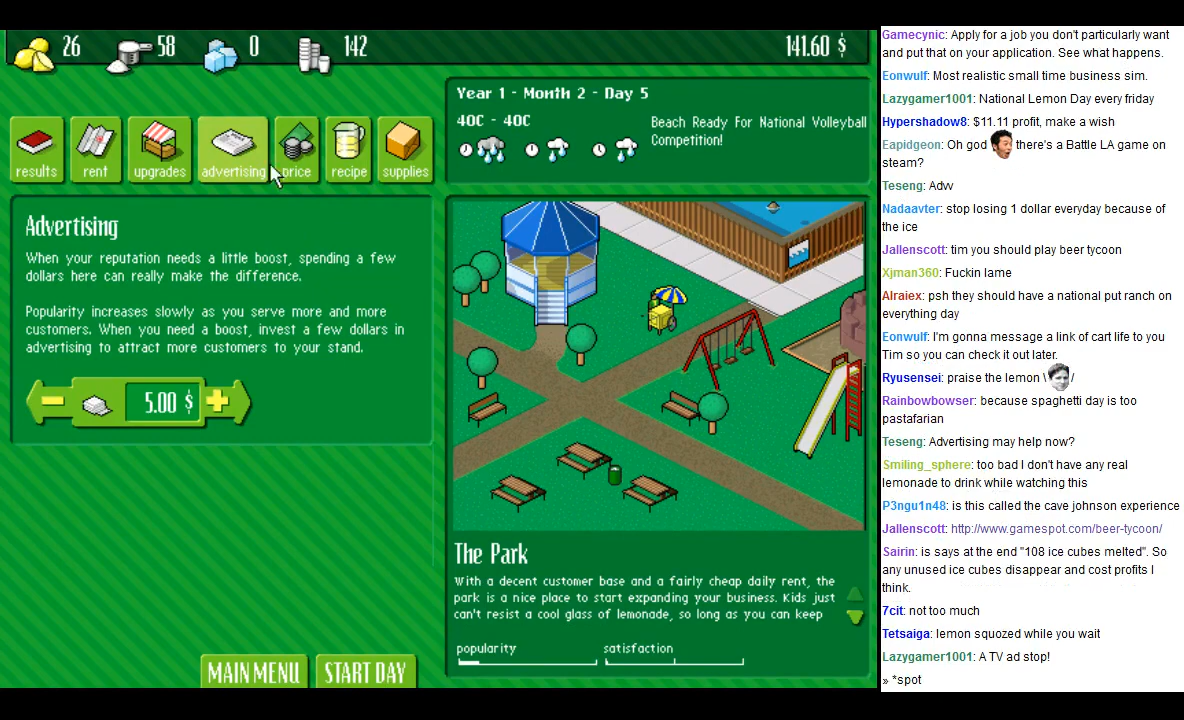 26 58 0 142 141.60 $
Year 1 - Month 2 - Day 5
40C - 40C
Beach Ready For National Volleyball
Competition!
results rent upgrades advertising price recipe supplies
Advertising
When your reputation needs a little boost, spending a few
dollars here can really make the difference.
Popularity increases slowly as you serve more and more
customers. When you need a boost, invest a few dollars in
advertising to attract more customers to your stand.
5.00 $
The Park
With a decent customer base and a fairly cheap daily rent, the
park is a nice place to start expanding your business. Kids just
can't resist a cool glass of lemonade, so long as you can keep
popularity satisfaction
MAIN MENU START DAY
Gamecynic: Apply for a job you don't particularly want
and put that on your application. See what happens.
Eonwulf: Most realistic small time business sim.
Lazygamer1001: National Lemon Day every friday
Hypershadow8: $11.11 profit, make a wish
Eapidgeon: Oh god there's a Battle LA game on
steam?
Teseng: Advv
Nadaavter: stop losing 1 dollar everyday because of
the ice
Jallenscott: tim you should play beer tycoon
Xjman360: Fuckin lame
Alraiex: psh they should have a national put ranch on
everything day
Eonwulf: I'm gonna message a link of cart life to you
Tim so you can check it out later.
Ryusensei: praise the lemon \ /
Rainbowbowser: because spaghetti day is too
pastafarian
Teseng: Advertising may help now?
Smiling_sphere: too bad I don't have any real
lemonade to drink while watching this
P3ngu1n48: is this called the cave johnson experience
Jallenscott: http://www.gamespot.com/beer-tycoon/
Sairin: is says at the end "108 ice cubes melted". So
any unused ice cubes disappear and cost profits I
think.
7cit: not too much
Tetsaiga: lemon squozed while you wait
Lazygamer1001: A TV ad stop!
» *spot